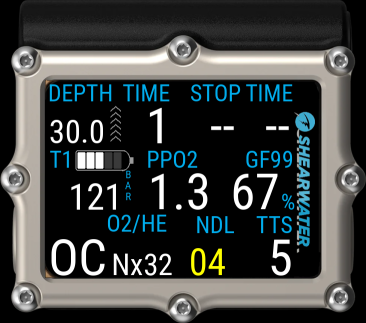 DEPTH TIME STOP TIME
30.0 1 -- --
T1 PPO2 GF99
121 BAR 1.3 67%
O2/HE NDL TTS
OC Nx32 04 5
SHEARWATER